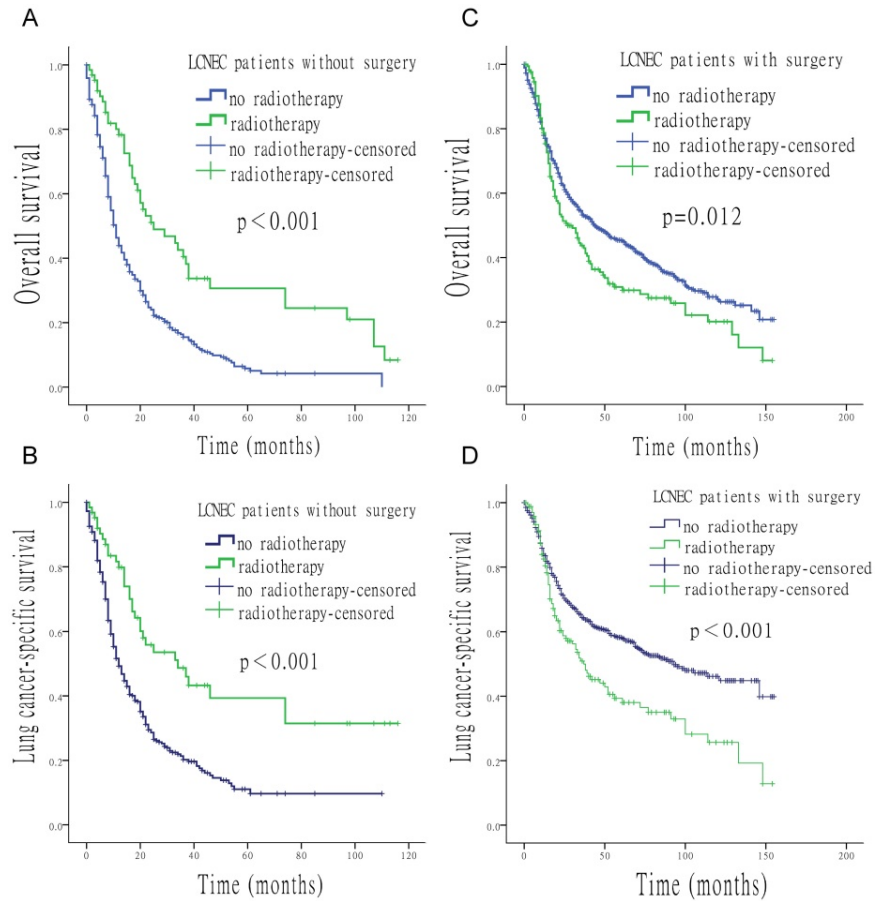 A
LCNEC patients without surgery
no radiotherapy
radiotherapy
no radiotherapy-censored
radiotherapy-censored
p<0.001
Overall survival
1.0
0.8
0.6
0.4
0.2
0.0
0 20 40 60 80 100 120
Time (months)
C
LCNEC patients with surgery
no radiotherapy
radiotherapy
no radiotherapy-censored
radiotherapy-censored
p=0.012
Overall survival
1.0
0.8
0.6
0.4
0.2
0.0
0 50 100 150 200
Time (months)
B
LCNEC patients without surgery
no radiotherapy
radiotherapy
no radiotherapy-censored
radiotherapy-censored
p<0.001
Lung cancer-specific survival
1.0
0.8
0.6
0.4
0.2
0.0
0 20 40 60 80 100 120
Time (months)
D
LCNEC patients with surgery
no radiotherapy
radiotherapy
no radiotherapy-censored
radiotherapy-censored
p<0.001
Lung cancer-specific survival
1.0
0.8
0.6
0.4
0.2
0.0
0 50 100 150 200
Time (months)